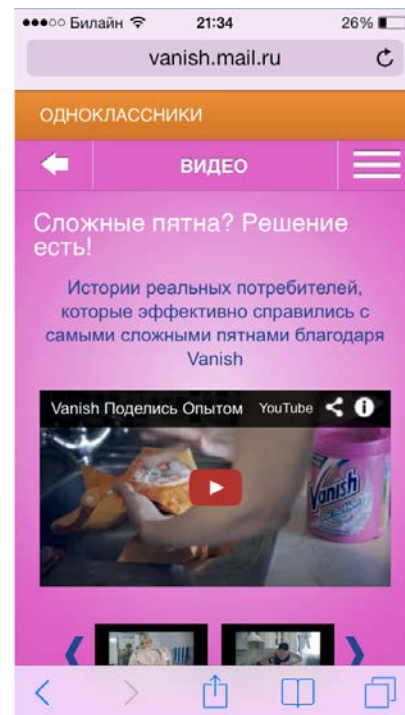 Билайн 21:34 26%
vanish.mail.ru
ОДНОКЛАССНИКИ
ВИДЕО
Сложные пятна? Решение
есть!
Истории реальных потребителей,
которые эффективно справились с
самыми сложными пятнами благодаря
Vanish
Vanish Поделись Опытом YouTube
Vanish